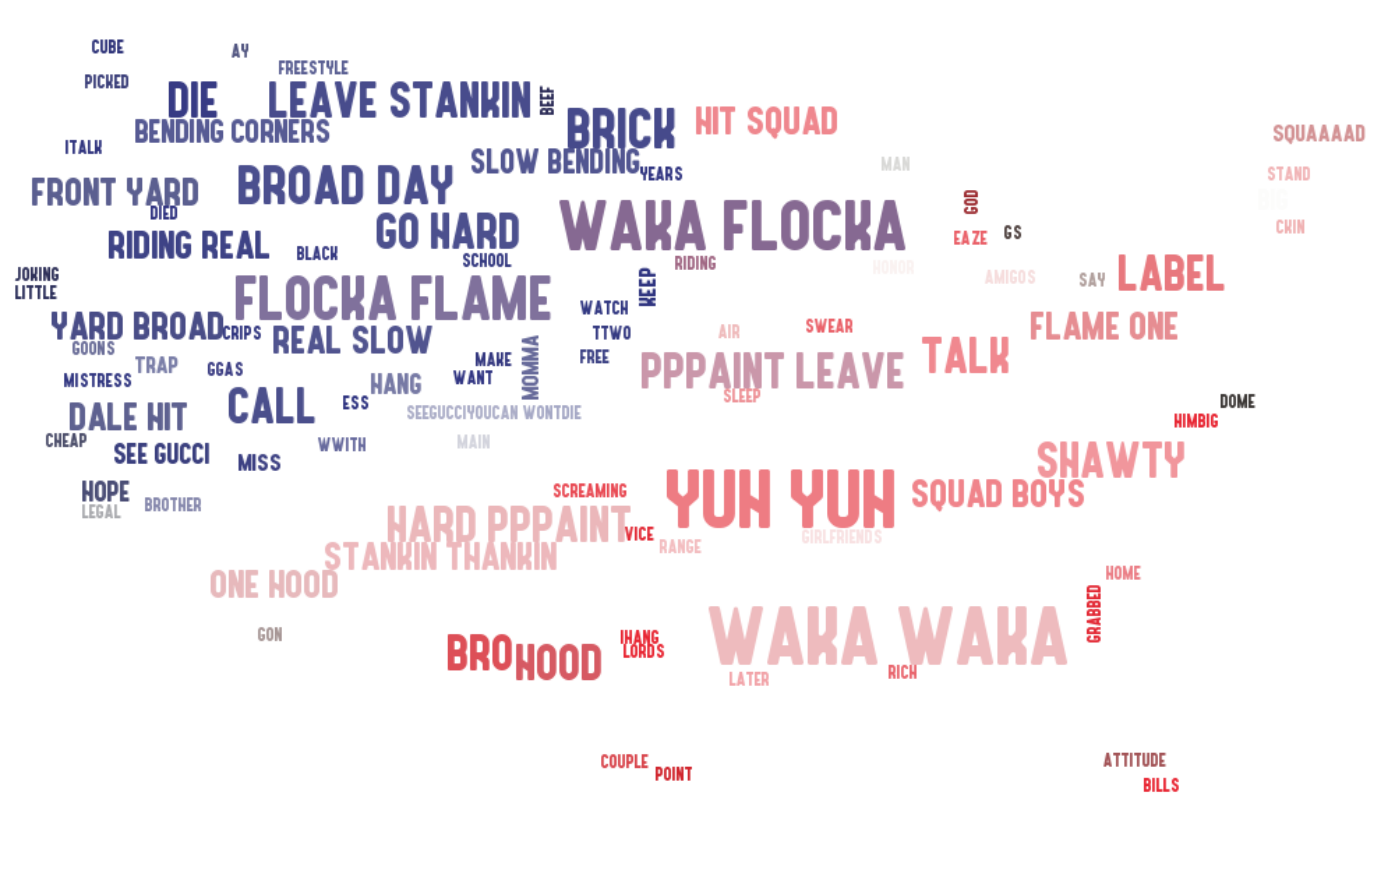 CUBE
AY
FREESTYLE
PICKED
DIE
LEAVE STANKIN
BEEF
BRICK
HIT SQUAD
BENDING CORNERS
SQUAAAAD
ITALK
SLOW BENDING
YEARS
MAN
STAND
FRONT YARD
BROAD DAY
GOD
DIED
GO HARD
WAKA FLOCKA
CKIN
EAZE
GS
RIDING REAL
BLACK
SCHOOL
RIDING
HONOR
JOKING
LITTLE
KEEP
AMIGOS
SAY
LABEL
FLOCKA FLAME
WATCH
YARD BROAD
CRIPS
REAL SLOW
TTWO
AIR
SWEAR
FLAME ONE
GOONS
TRAP
GGAS
MAKE
MOMMA
FREE
PPPAINT LEAVE
TALK
MISTRESS
HANG
WANT
SLEEP
DALE HIT
CALL
ESS
SEEGUCCIYOUCAN WONTDIE
DOME
HIMBIG
CHEAP
SEE GUCCI
MISS
WWITH
MAIN
SHAWTY
HOPE
LEGAL
BROTHER
SCREAMING
YUH YUH
SQUAD BOYS
HARD PPPAINT
VICE
RANGE
GIRLFRIENDS
STANKIN THANKIN
ONE HOOD
HOME
GRABBED
GON
BRO
HOOD
IHANG
LORDS
WAKA WAKA
LATER
RICH
COUPLE
POINT
ATTITUDE
BILLS